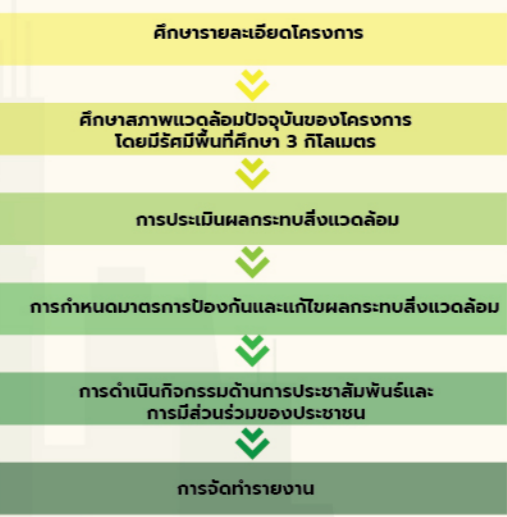 ศึกษารายละเอียดโครงการ
ศึกษาสภาพแวดล้อมปัจจุบันของโครงการ
โดยมีรัศมีพื้นที่ศึกษา 3 กิโลเมตร
การประเมินผลกระทบสิ่งแวดล้อม
การกำหนดมาตรการป้องกันและแก้ไขผลกระทบสิ่งแวดล้อม
การดำเนินกิจกรรมด้านการประชาสัมพันธ์และ
การมีส่วนร่วมของประชาชน
การจัดทำรายงาน